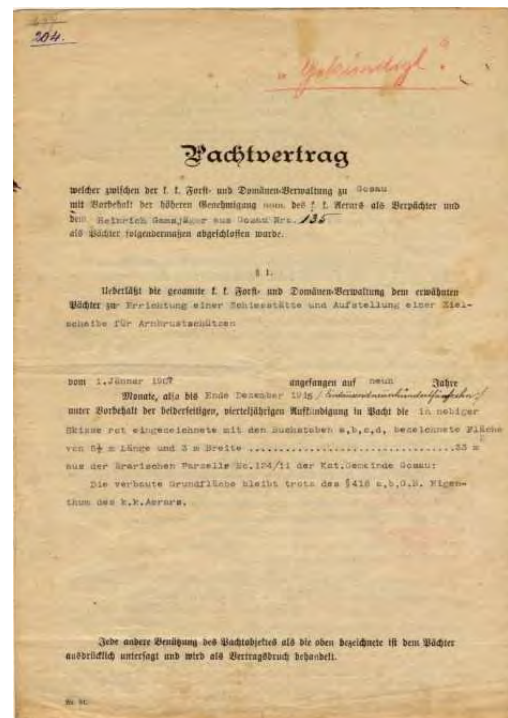 204.
"Gekündigt".
Pachtvertrag
welcher zwischen der k. k. Forst- und Domänen-Verwaltung zu Gosau
mit Vorbehalt der höheren Genehmigung nom. des k. k. Aerars als Verpächter und
dem Heinrich Gamsjäger aus Gosau Nro. 135
als Pächter folgendermaßen abgeschlossen wurde.
§ 1.
Ueberläßt die genannte k. k. Forst- und Domänen-Verwaltung dem erwähnten
Pächter zur Errichtung einer Schiesstätte und Aufstellung einer Ziel-
scheibe für Armbrustschützen
vom 1. Jänner 1907 angefangen auf neun Jahre
Monate, also bis Ende Dezember 1915
unter Vorbehalt der beiderseitigen, vierteljährigen Aufkündigung in Pacht die in nebiger
Skizze rot eingezeichnete mit den Buchstaben a,b,c,d, bezeichnete Fläche
von m Länge und 3 m Breite .................................33 m
aus der ärarischen Parzelle No. 124/11 der Kat.Gemeinde Gosau:
Die verbaute Grundfläche bleibt trotz des §418 a,b,G.B. Eigen-
thum des k.k.Aerars.
Jede andere Benützung des Pachtobjektes als die oben bezeichnete ist dem Pächter
ausdrücklich untersagt und wird als Vertragsbruch behandelt.